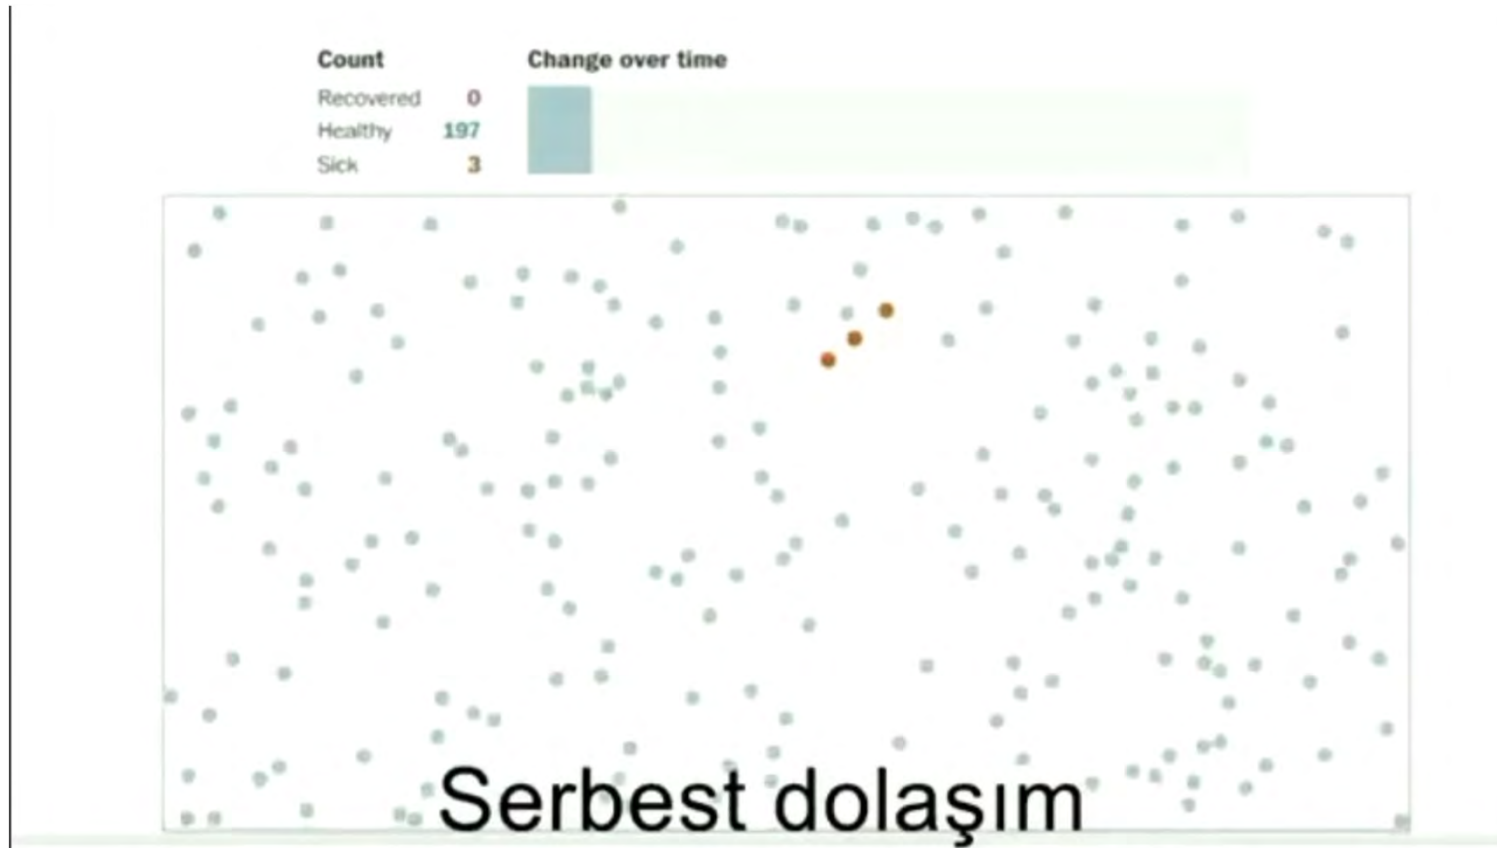 Count
Recovered 0
Healthy 197
Sick 3
Change over time
Serbest dolaşım